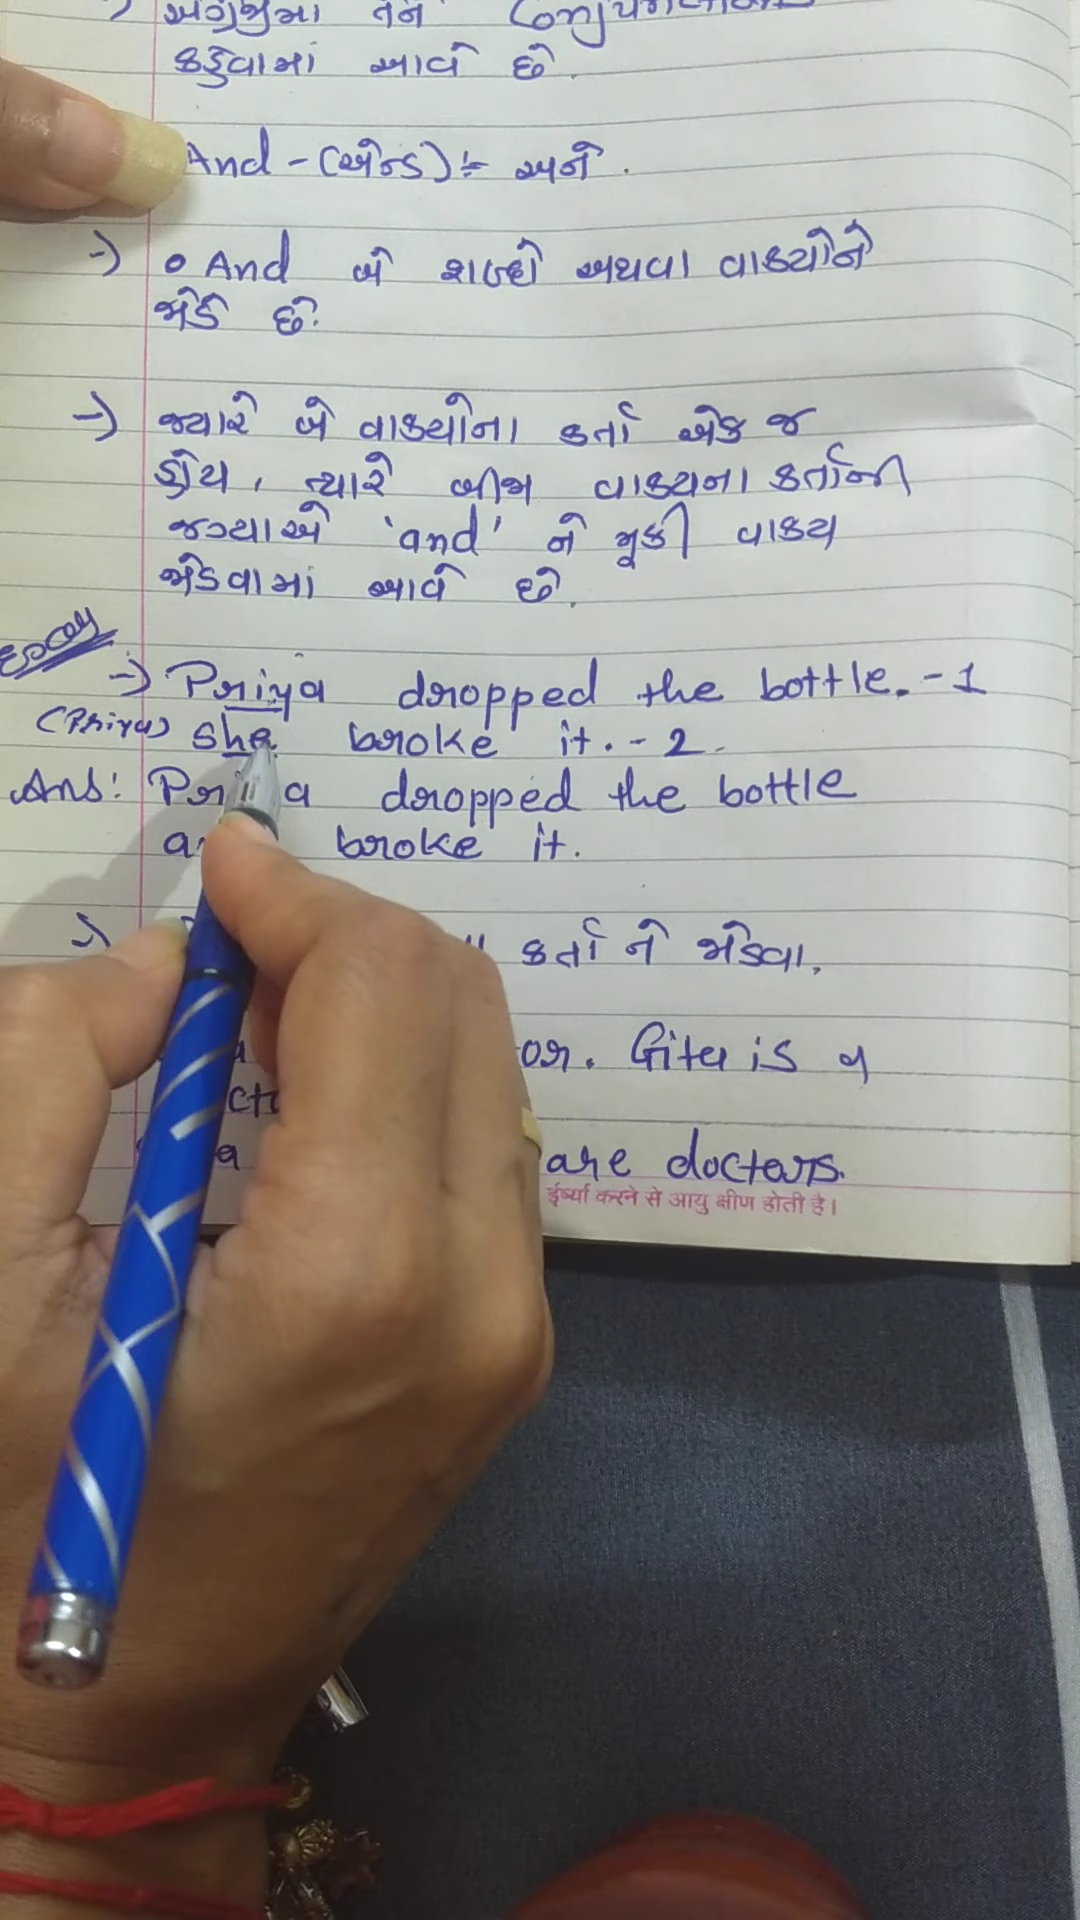 અંગ્રેજીમાં તેને
કહેવામાં આવે છે.
And - (એન્ડ) :- અને.
→ ० And બે શબ્દો અથવા વાક્યોને
જોડે છે.
→ જ્યારે બે વાક્યોના કર્તા એક જ
હોય, ત્યારે બીજા વાક્યના કર્તાની
જગ્યાએ 'and' ને મૂકી વાક્ય
જોડવામાં આવે છે.
→ Priya dropped the bottle. - 1
(Priya) She broke it. - 2.
Ans: Pr a dropped the bottle
broke it.
→ કર્તા ને જોડવા.
or. Gita is a
are doctors.
ईर्ष्या करने से आयु क्षीण होती है।